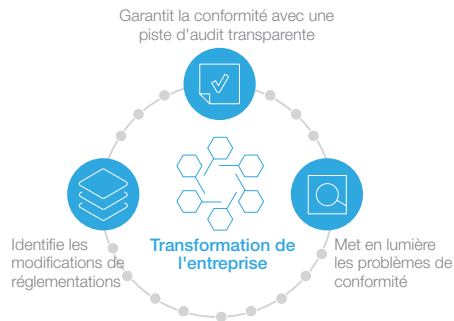 Garantit la conformité avec une
piste d'audit transparente
Identifie les
modifications de
réglementations
Transformation de
l'entreprise
Met en lumière
les problèmes de
conformité